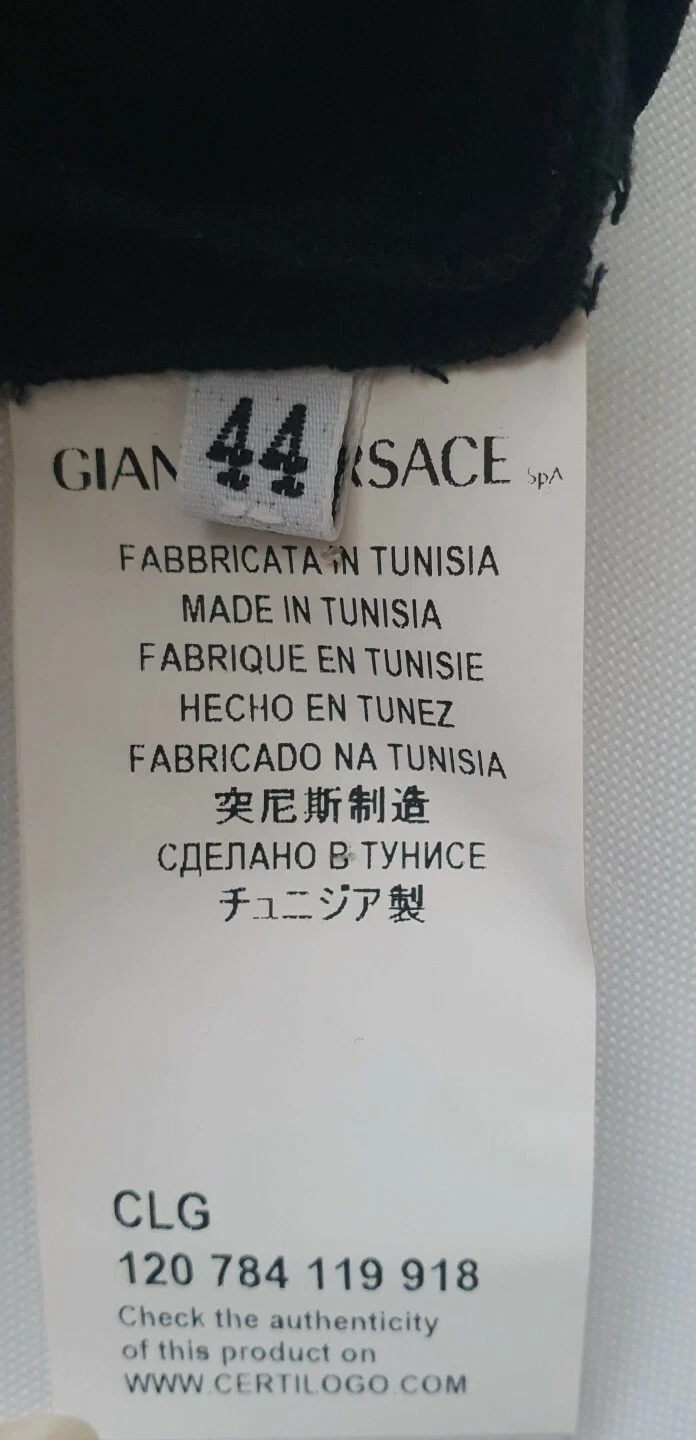 44
GIAN RSACE SpA
FABBRICATA IN TUNISIA
MADE IN TUNISIA
FABRIQUE EN TUNISIE
HECHO EN TUNEZ
FABRICADO NA TUNISIA
突尼斯制造
СДЕЛАНО В ТУНИСЕ
チュニジア製
CLG
120 784 119 918
Check the authenticity
of this product on
WWW.CERTILOGO.COM